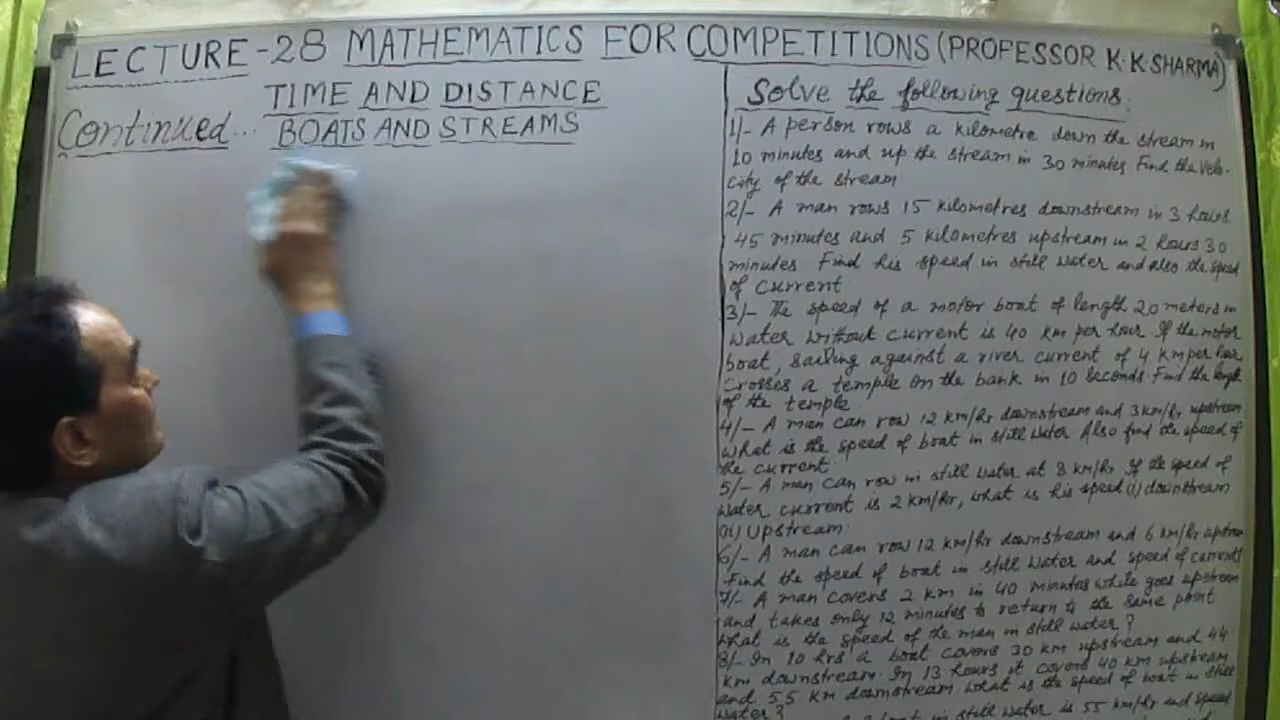 LECTURE-28 MATHEMATICS FOR COMPETITIONS (PROFESSOR K.K SHARMA)
TIME AND DISTANCE
Continued... BOATS AND STREAMS
Solve the following questions:
1/- A person rows a kilometre down the stream in
10 minutes and up the stream in 30 minutes Find the velo-
city of the stream
2/- A man rows 15 kilometres downstream in 3 hours
45 minutes and 5 kilometres upstream in 2 hours 30
minutes Find his speed in still water and also the speed
of current
3/- The speed of a motor boat of length 20 meters in
water without current is 40 km per hour. If the motor
boat, sailing against a river current of 4 km per hour,
crosses a temple on the bank in 10 seconds Find the length
of the temple
4/- A man can row 12 km/hr downstream and 3 km/hr upstream
What is the speed of boat in still water Also find the speed of
the current
5/- A man can row in still water at 8 km/hr. If the speed of
water current is 2 km/hr, what is his speed (i) downstream
(ii) Upstream
6/- A man can row 12 km/hr downstream and 6 km/hr upstream
Find the speed of boat in still water and speed of current
7/- A man covers 2 km in 40 minutes while goes upstream
and takes only 12 minutes to return to the same point
What is the speed of the man in still water?
8/- In 10 hrs a boat covers 30 km upstream and 44
km downstream. In 13 hours it covers 40 km upstream
and 55 km downstream what is the speed of boat in still
water?
boat in still water is 55 km/hr and speed